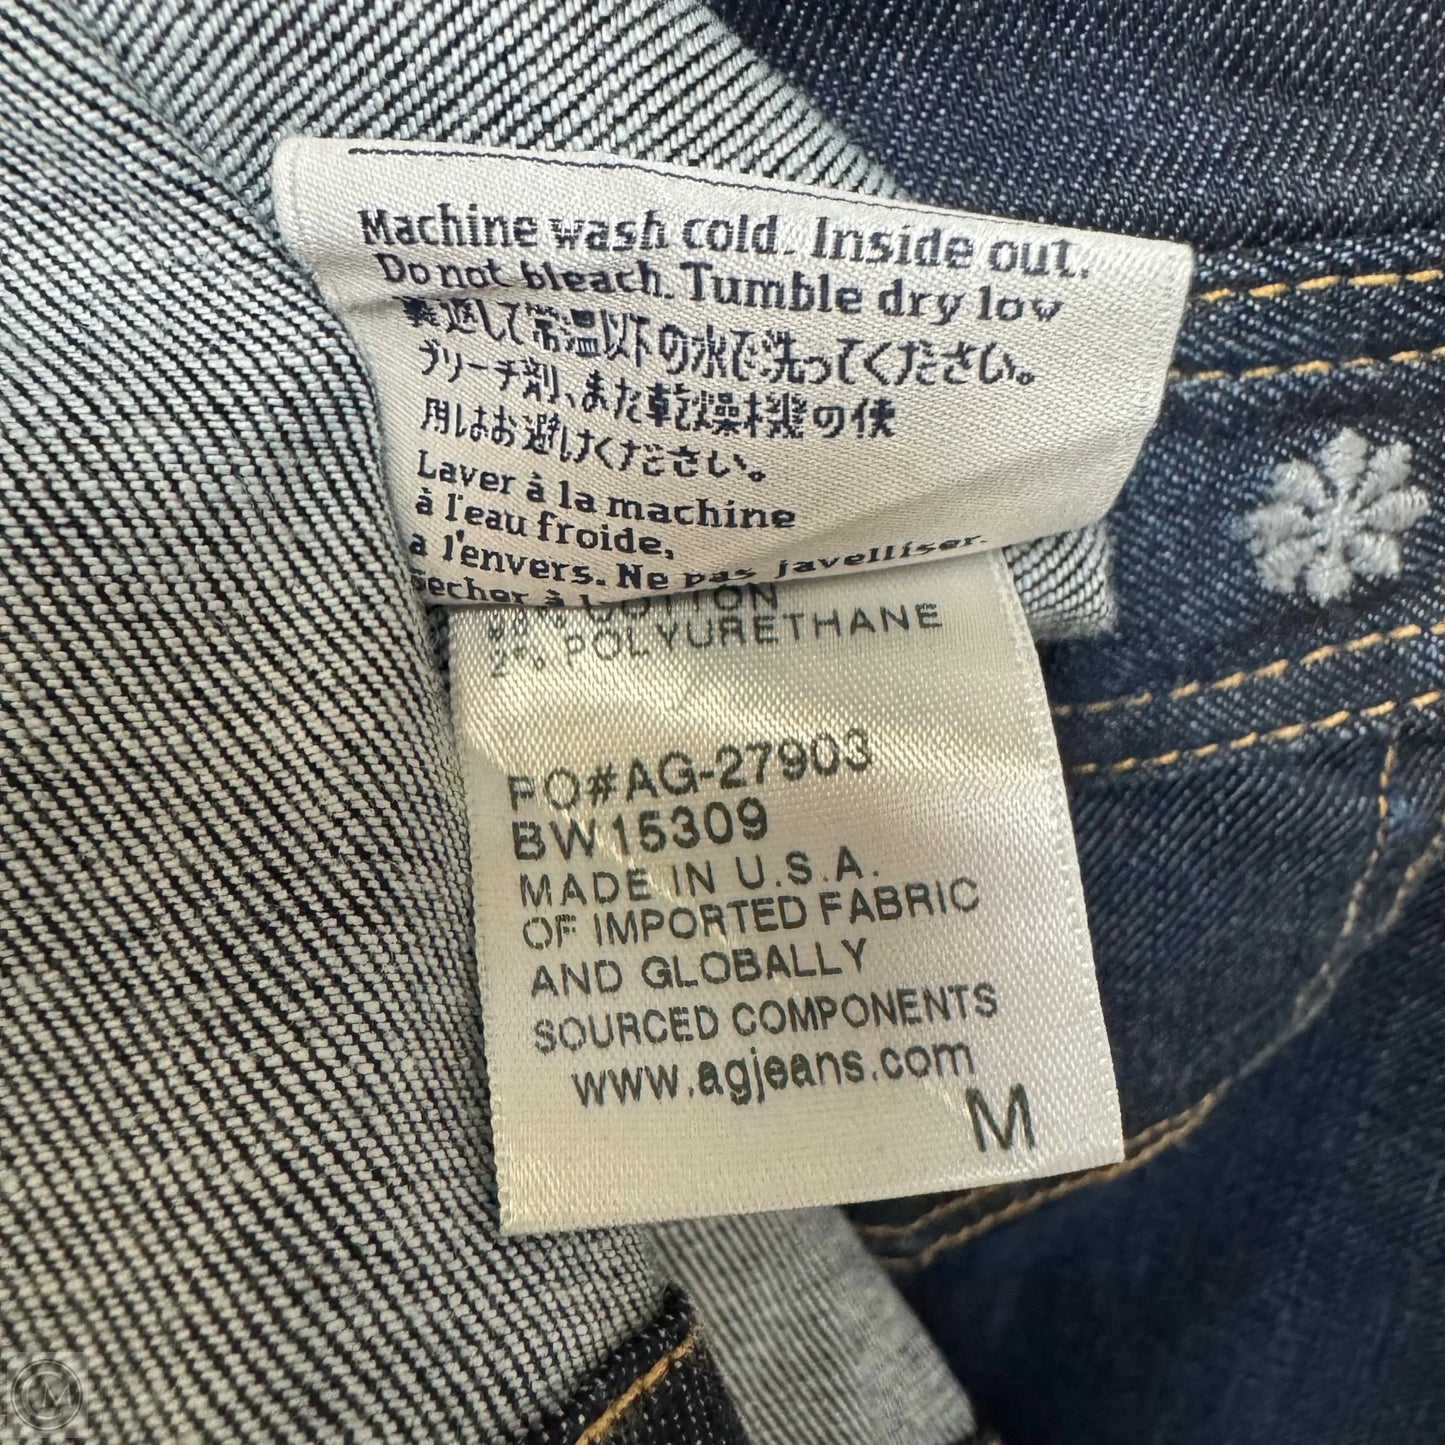 Machine wash cold. Inside out.
Do not bleach. Tumble dry low
裏返して常温以下の水で洗ってください。
ブリーチ剤、また乾燥機の使
用はお避けください。
Laver à la machine
à l'eau froide,
a l'envers. Ne pas javelliser.
COTTON
2% POLYURETHANE
PO#AG-27903
BW15309
MADE IN U.S.A.
OF IMPORTED FABRIC
AND GLOBALLY
SOURCED COMPONENTS
www.agjeans.com
M